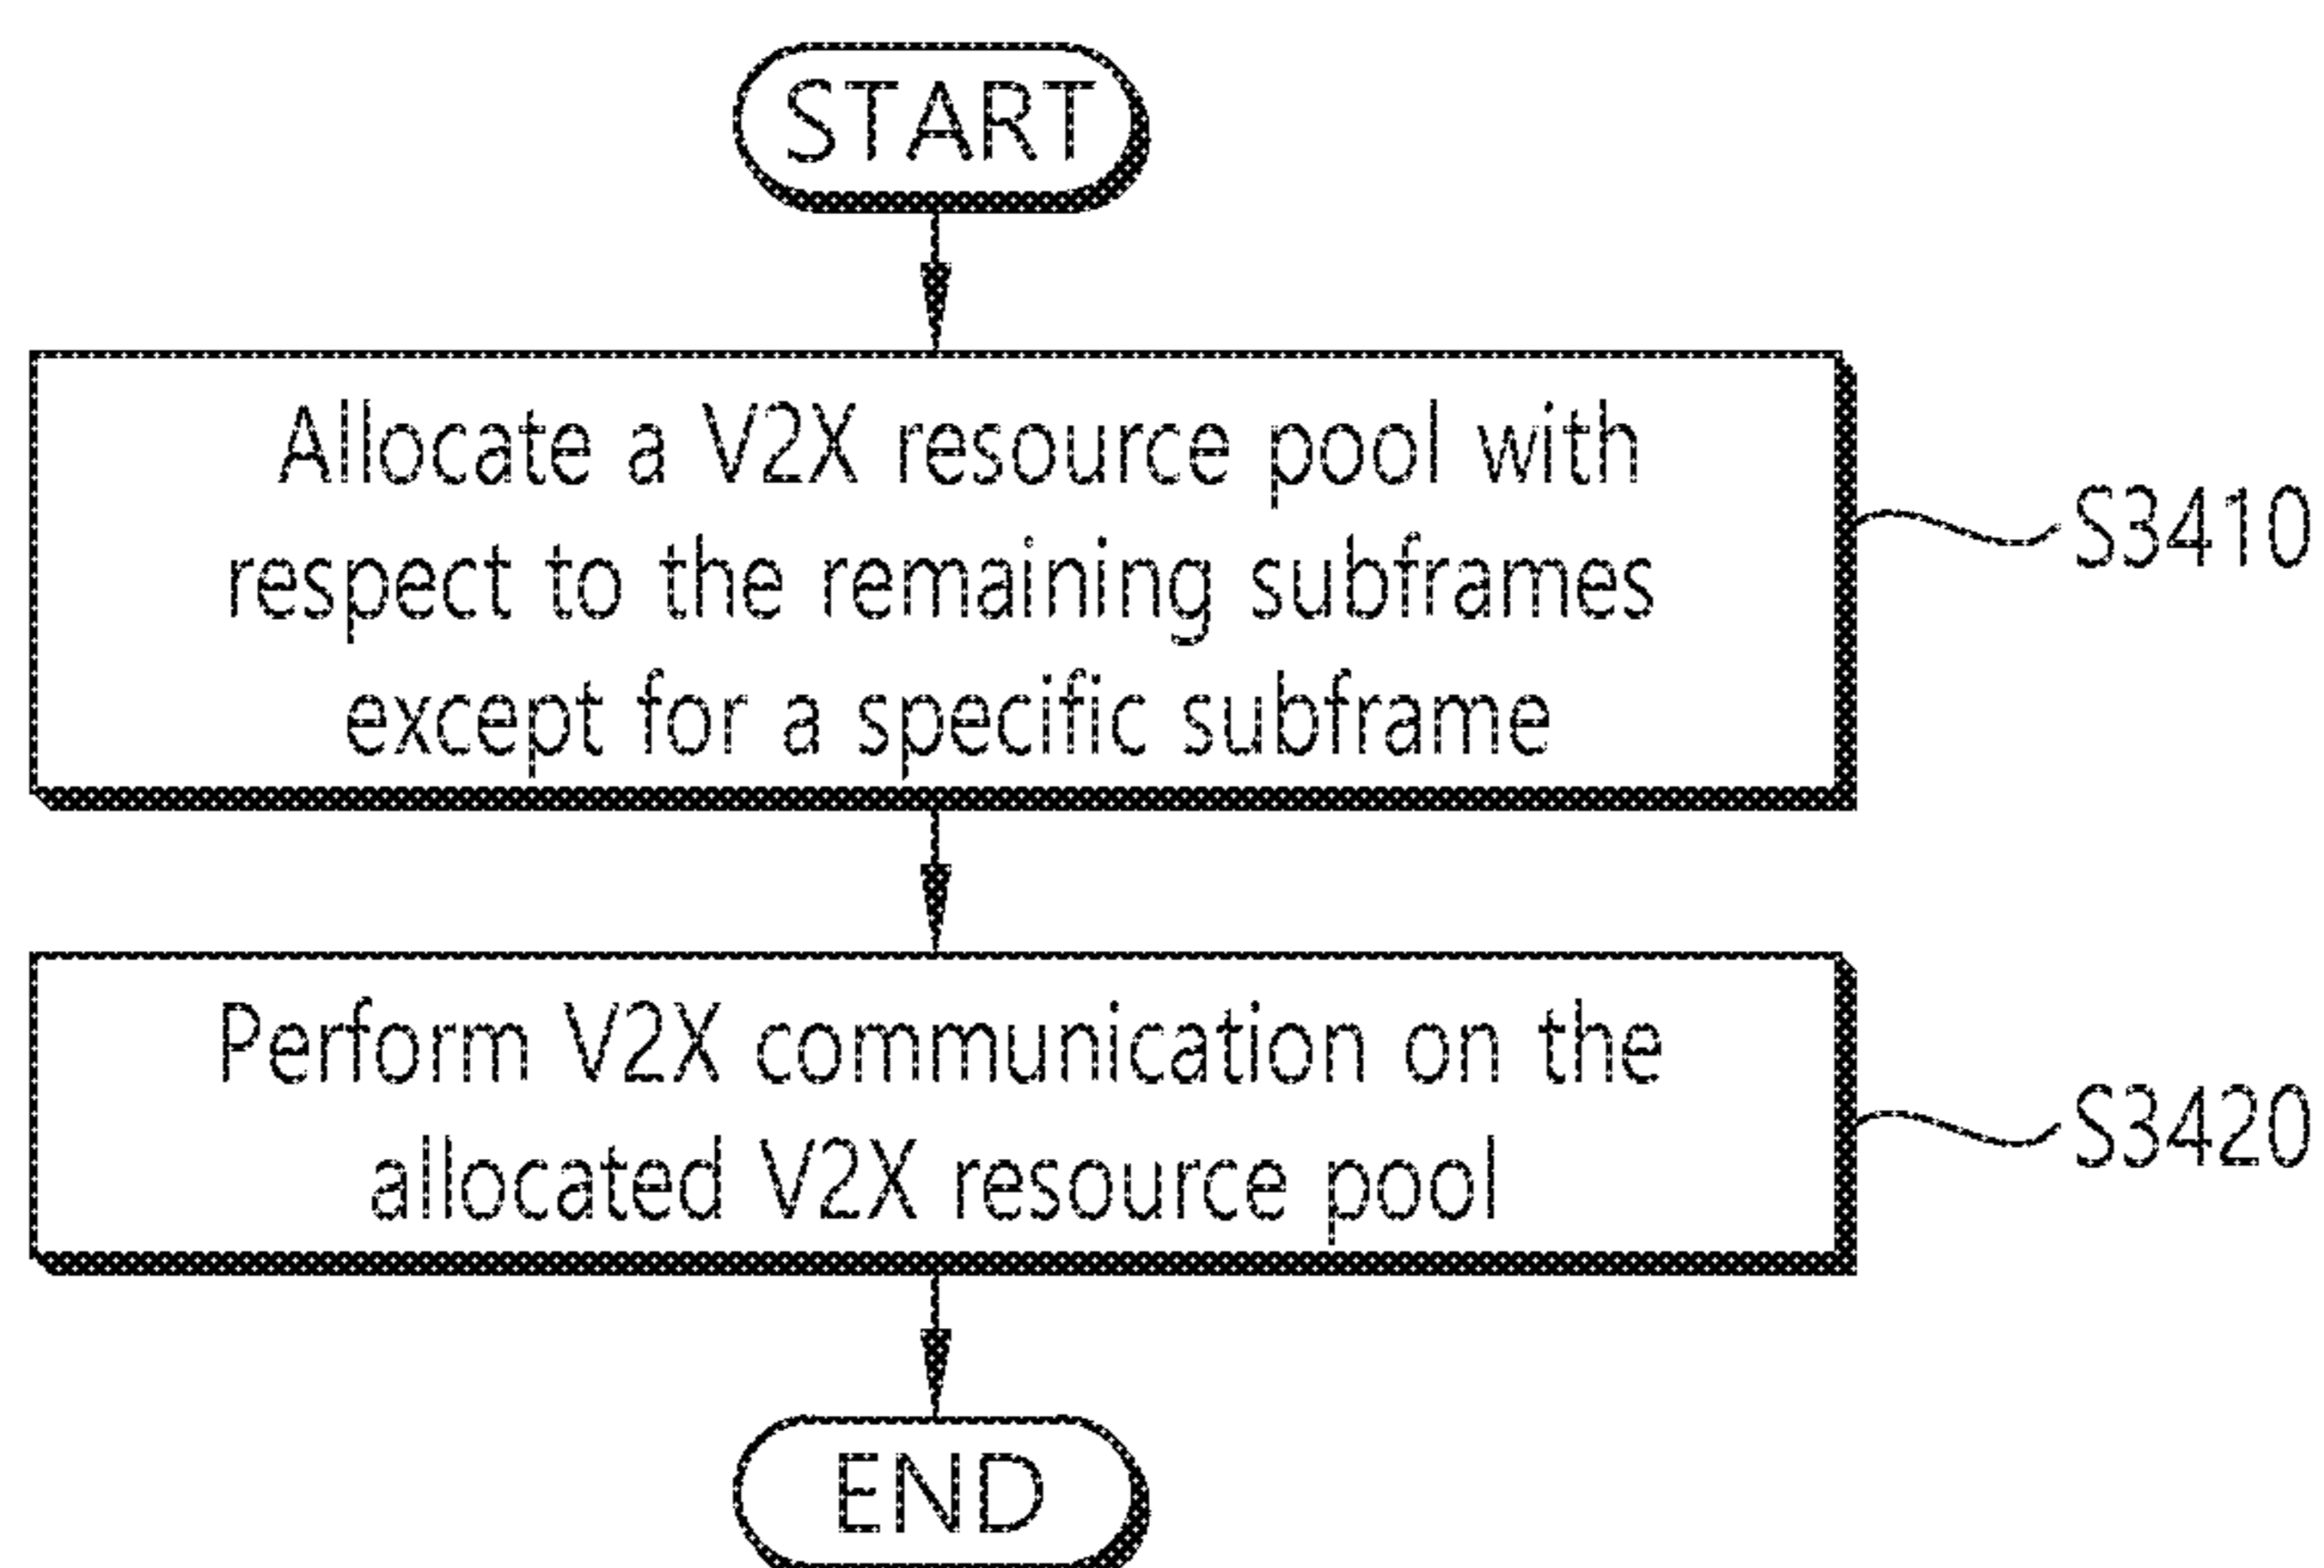 START
Allocate a V2X resource pool with
respect to the remaining subframes
except for a specific subframe
S3410
Perform V2X communication on the
allocated V2X resource pool
S3420
END